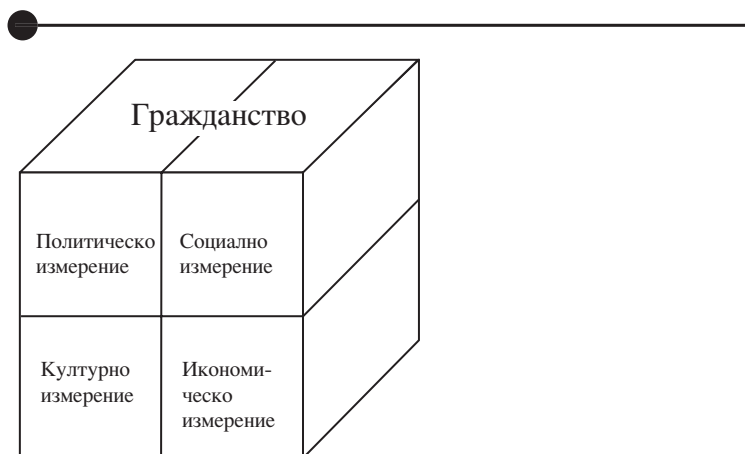 Гражданство
Политическо
измерение
Социално
измерение
Културно
измерение
Икономи-
ческо
измерение